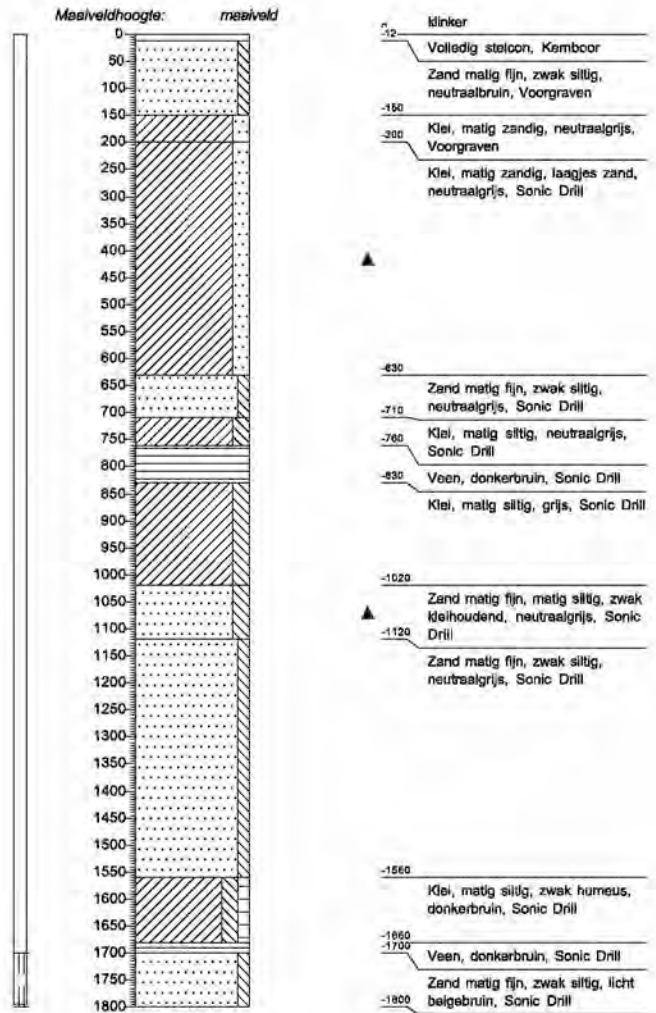 Maaiveldhoogte: maaiveld
0
50
100
150
200
250
300
350
400
450
500
550
600
650
700
750
800
850
900
950
1000
1050
1100
1150
1200
1250
1300
1350
1400
1450
1500
1550
1600
1650
1700
1750
1800
klinker
-12
Volledig stelcon, Kernboor
Zand matig fijn, zwak siltig,
neutraalbruin, Voorgraven
-150
Klei, matig zandig, neutraalgrijs,
Voorgraven
-200
Klei, matig zandig, laagjes zand,
neutraalgrijs, Sonic Drill
-630
Zand matig fijn, zwak siltig,
neutraalgrijs, Sonic Drill
-710
Klei, matig siltig, neutraalgrijs,
Sonic Drill
-760
Veen, donkerbruin, Sonic Drill
-830
Klei, matig siltig, grijs, Sonic Drill
-1020
Zand matig fijn, matig siltig, zwak
kleihoudend, neutraalgrijs, Sonic
Drill
-1120
Zand matig fijn, zwak siltig,
neutraalgrijs, Sonic Drill
-1560
Klei, matig siltig, zwak humeus,
donkerbruin, Sonic Drill
-1700
Veen, donkerbruin, Sonic Drill
Zand matig fijn, zwak siltig, licht
beigebruin, Sonic Drill
-1800